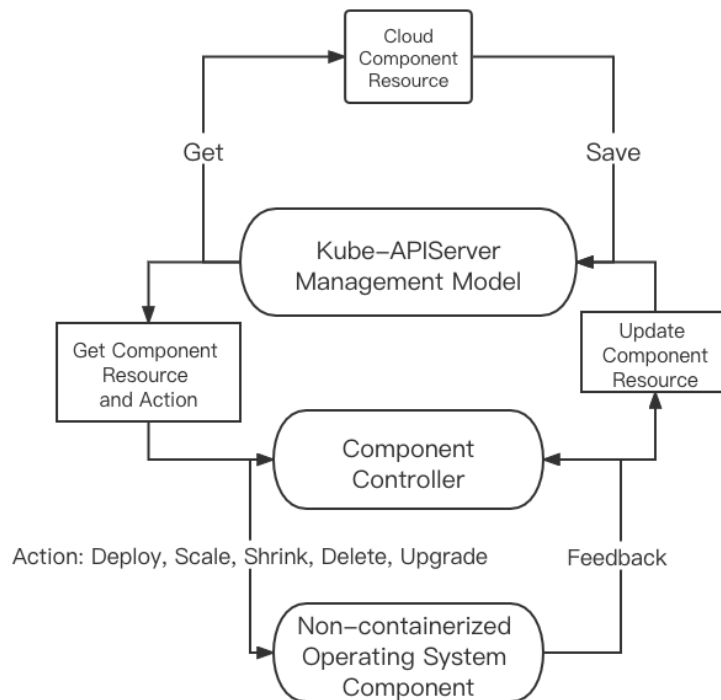 Cloud
Component
Resource
Get
Save
Kube-APIServer
Management Model
Get Component
Resource
and Action
Update
Component
Resource
Component
Controller
Action: Deploy, Scale, Shrink, Delete, Upgrade
Feedback
Non-containerized
Operating System
Component